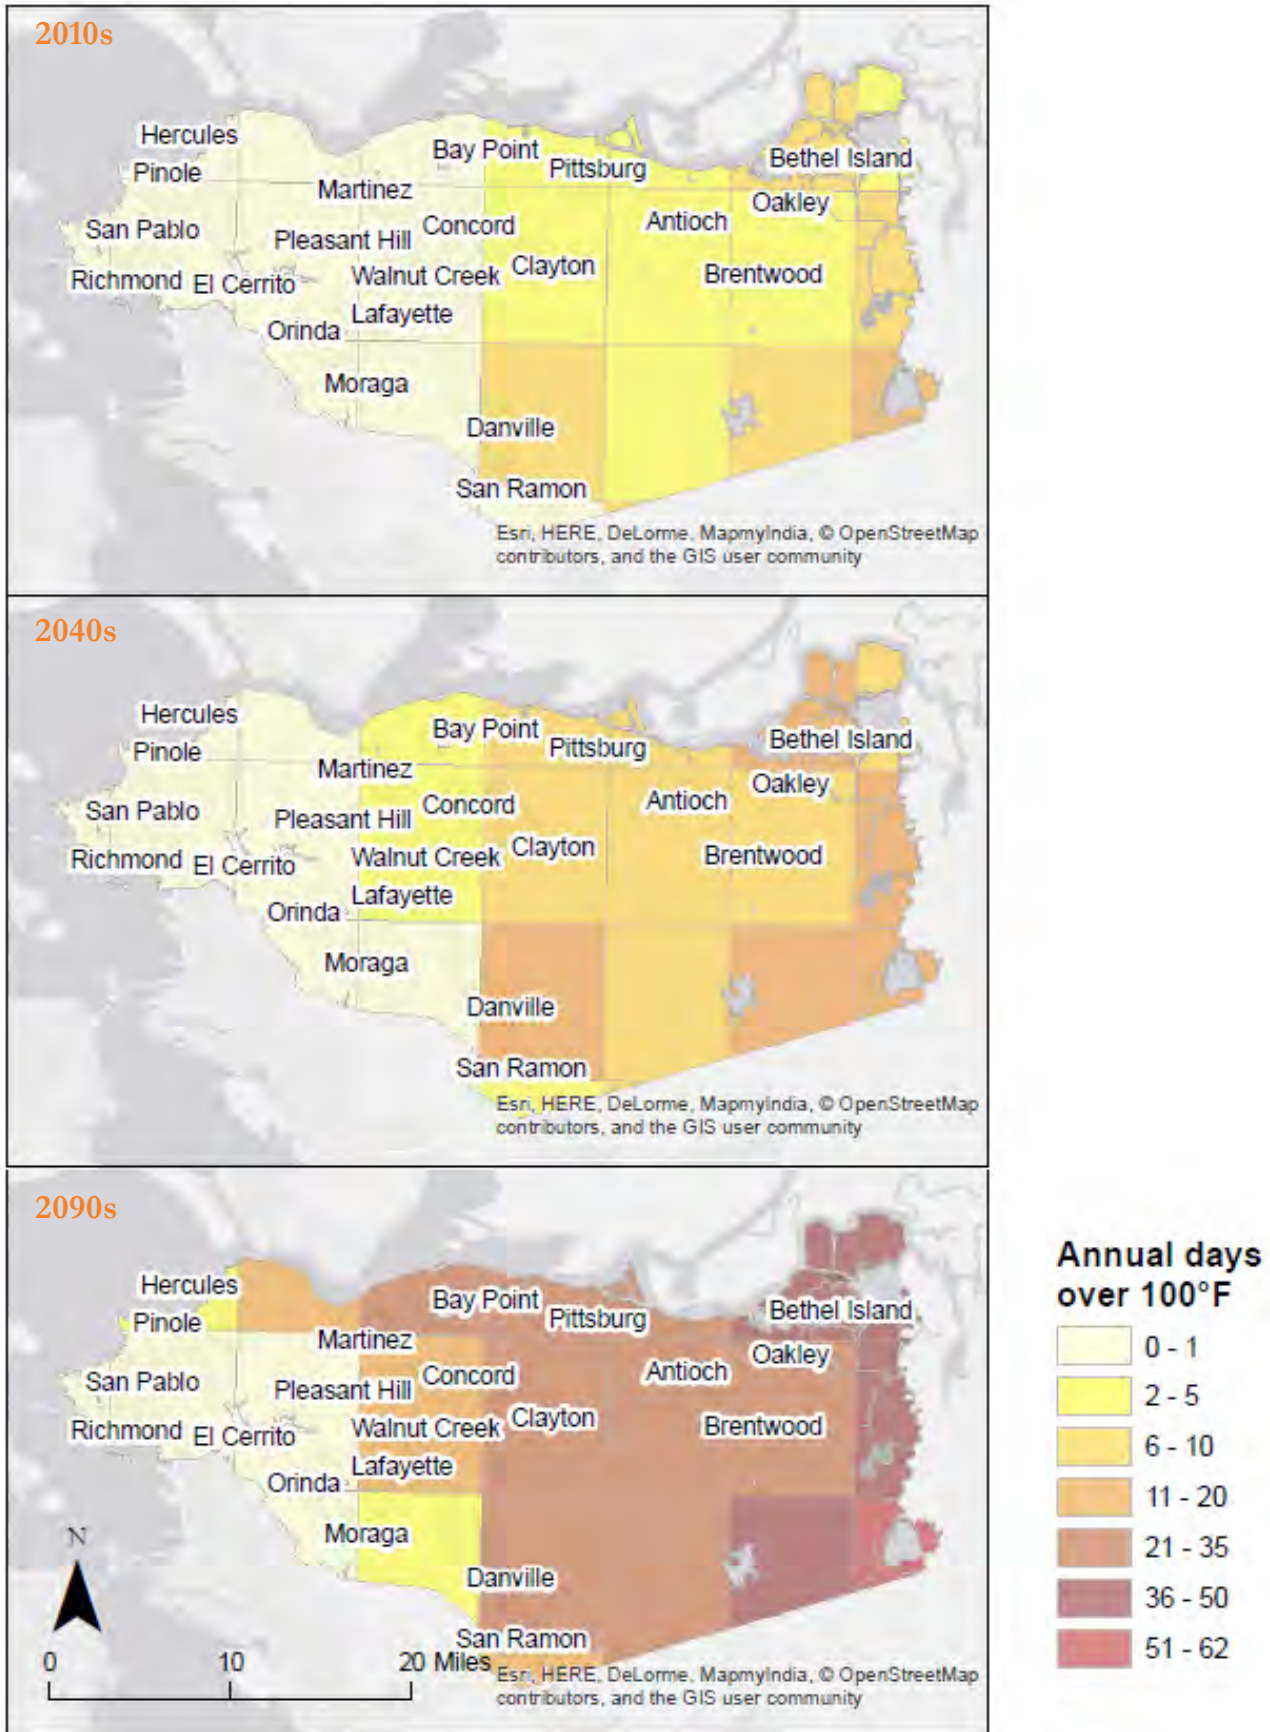 2010s
Hercules
Bay Point
Pinole
Pittsburg
Bethel Island
Martinez
Oakley
San Pablo
Concord
Antioch
Pleasant Hill
Richmond
El Cerrito
Walnut Creek
Clayton
Brentwood
Lafayette
Orinda
Moraga
Danville
San Ramon
Esri, HERE, DeLorme, MapmyIndia, © OpenStreetMap
contributors, and the GIS user community
2040s
Hercules
Bay Point
Pinole
Pittsburg
Bethel Island
Martinez
Oakley
San Pablo
Concord
Antioch
Pleasant Hill
Richmond
El Cerrito
Walnut Creek
Clayton
Brentwood
Lafayette
Orinda
Moraga
Danville
San Ramon
Esri, HERE, DeLorme, MapmyIndia, © OpenStreetMap
contributors, and the GIS user community
2090s
Hercules
Bay Point
Pinole
Pittsburg
Bethel Island
Martinez
Oakley
San Pablo
Concord
Antioch
Pleasant Hill
Richmond
El Cerrito
Walnut Creek
Clayton
Brentwood
Lafayette
Orinda
Moraga
Danville
San Ramon
N
0 10 20 Miles
Esri, HERE, DeLorme, MapmyIndia, © OpenStreetMap
contributors, and the GIS user community
Annual days
over 100°F
0 - 1
2 - 5
6 - 10
11 - 20
21 - 35
36 - 50
51 - 62